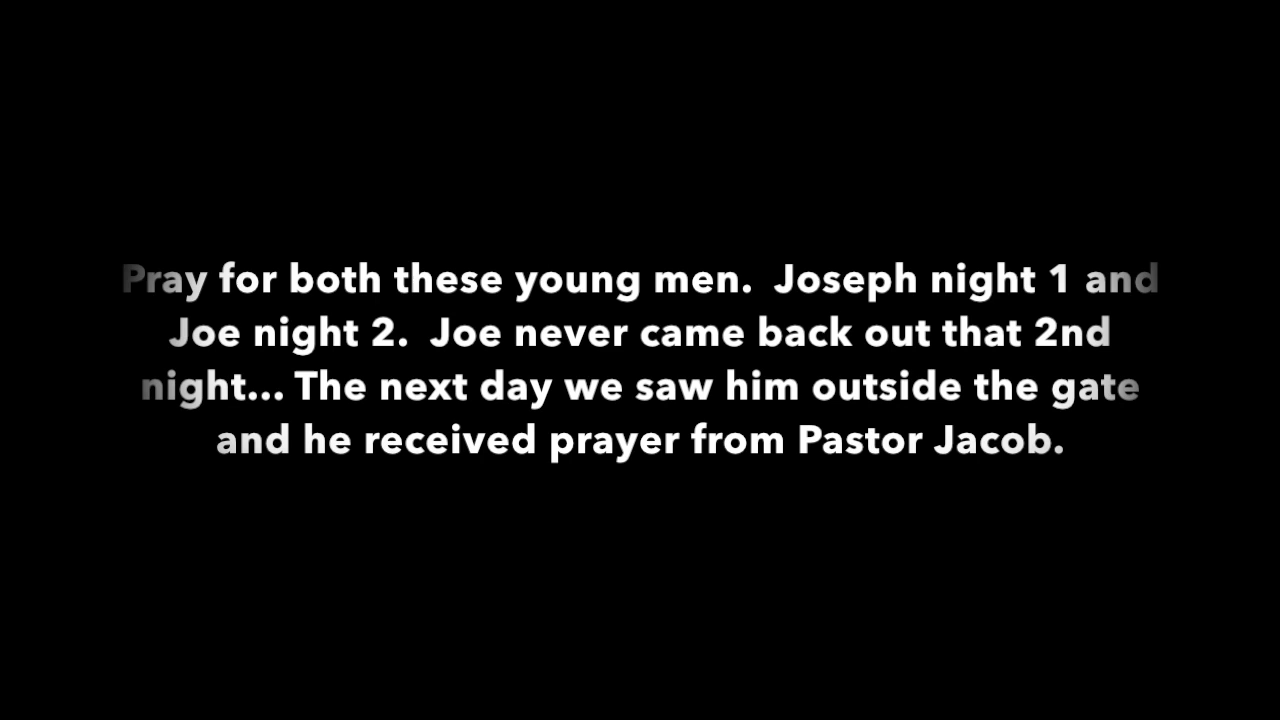 Pray for both these young men.  Joseph night 1 and
Joe night 2.  Joe never came back out that 2nd
night... The next day we saw him outside the gate
and he received prayer from Pastor Jacob.